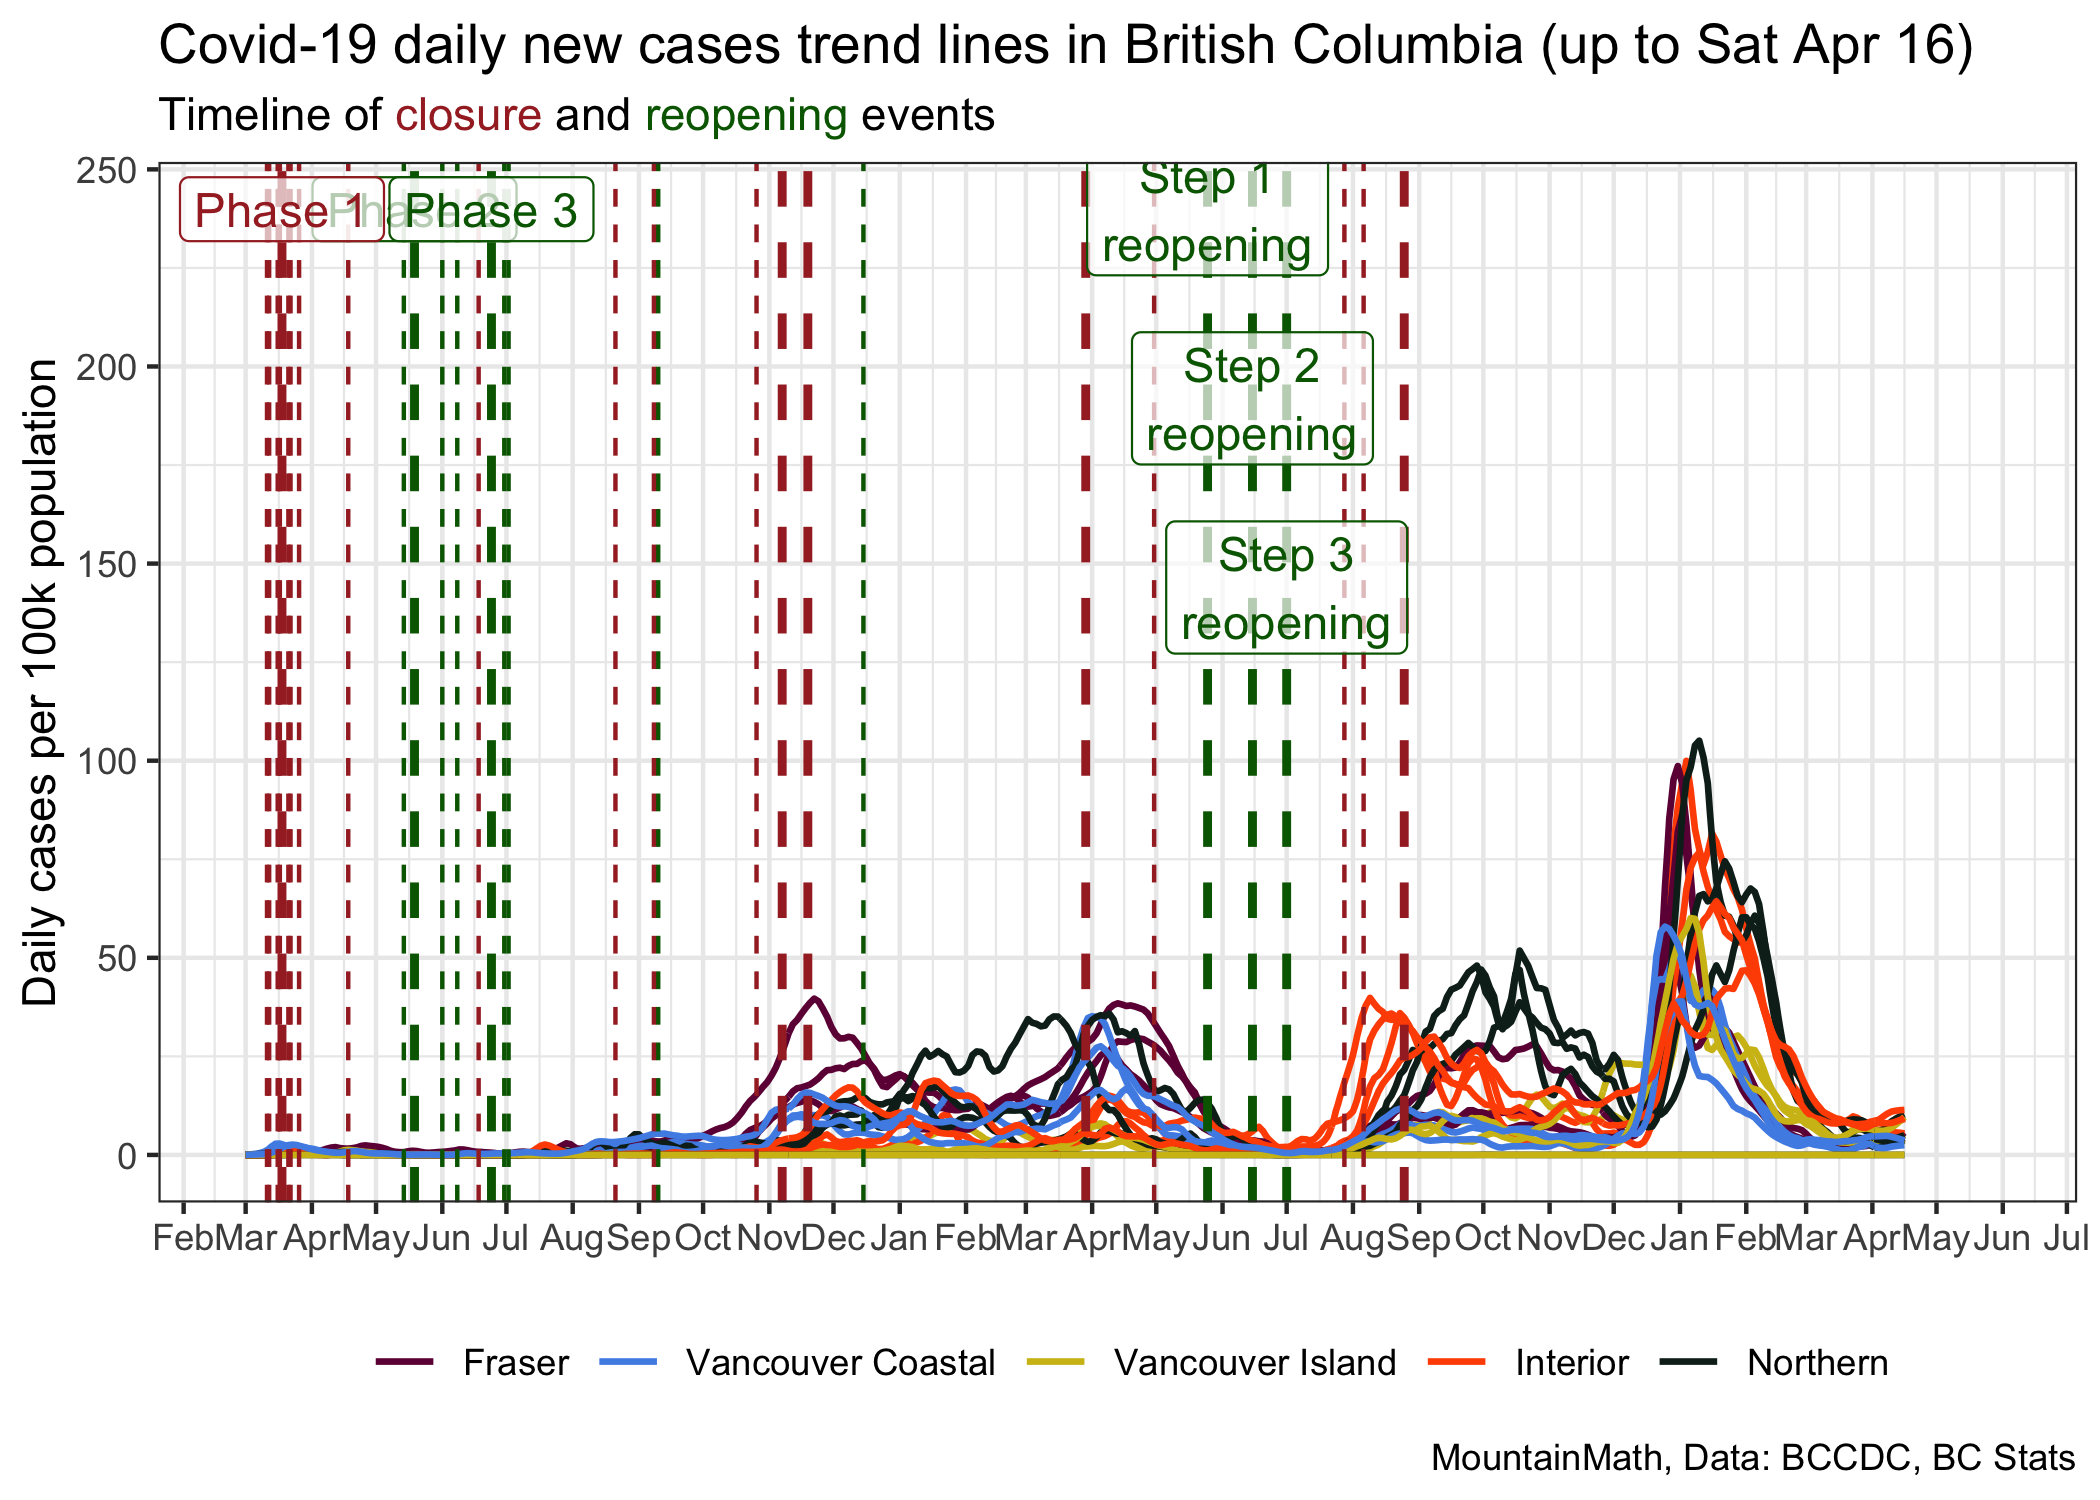 Covid-19 daily new cases trend lines in British Columbia (up to Sat Apr 16)
Timeline of closure and reopening events
Daily cases per 100k population
250
200
150
100
50
0
Phase 1
Phase 2
Phase 3
Step 1
reopening
Step 2
reopening
Step 3
reopening
Feb Mar Apr May Jun Jul Aug Sep Oct Nov Dec Jan Feb Mar Apr May Jun Jul Aug Sep Oct Nov Dec Jan Feb Mar Apr May Jun Jul
Fraser Vancouver Coastal Vancouver Island Interior Northern
MountainMath, Data: BCCDC, BC Stats